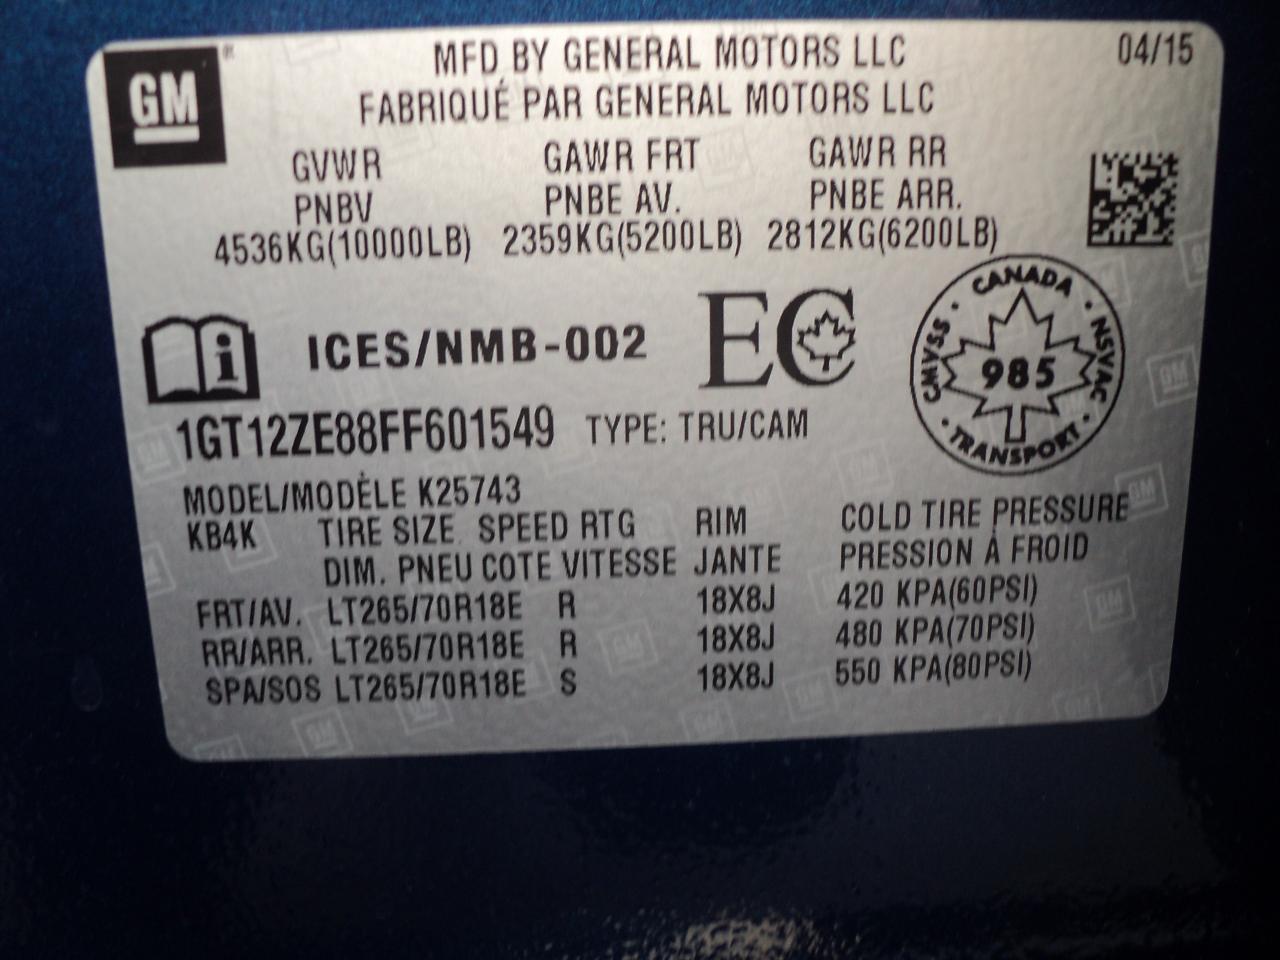 GM ® MFD BY GENERAL MOTORS LLC 04/15
FABRIQUÉ PAR GENERAL MOTORS LLC
GVWR GAWR FRT GAWR RR
PNBV PNBE AV. PNBE ARR.
4536KG(10000LB) 2359KG(5200LB) 2812KG(6200LB)
i ICES/NMB-002 EC
CANADA · NSVAC · TRANSPORT · CMVSS ·
985
1GT12ZE88FF601549 TYPE: TRU/CAM
MODEL/MODÈLE K25743
KB4K TIRE SIZE SPEED RTG RIM COLD TIRE PRESSURE
DIM. PNEU COTE VITESSE JANTE PRESSION À FROID
FRT/AV. LT265/70R18E R 18X8J 420 KPA(60PSI)
RR/ARR. LT265/70R18E R 18X8J 480 KPA(70PSI)
SPA/SOS LT265/70R18E S 18X8J 550 KPA(80PSI)